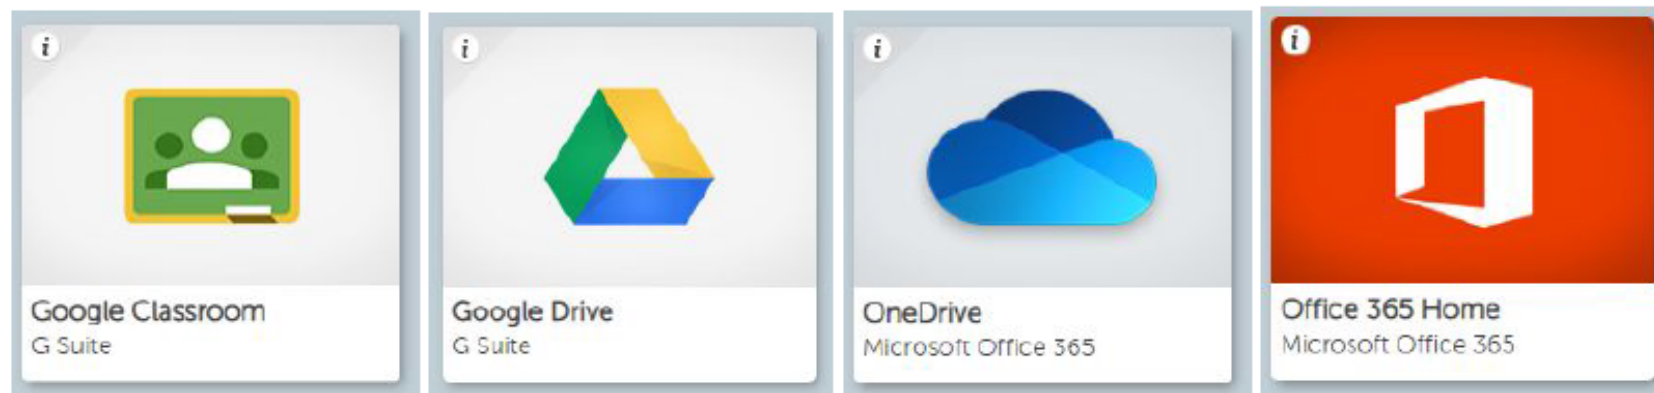 i
Google Classroom
G Suite
i
Google Drive
G Suite
i
OneDrive
Microsoft Office 365
i
Office 365 Home
Microsoft Office 365